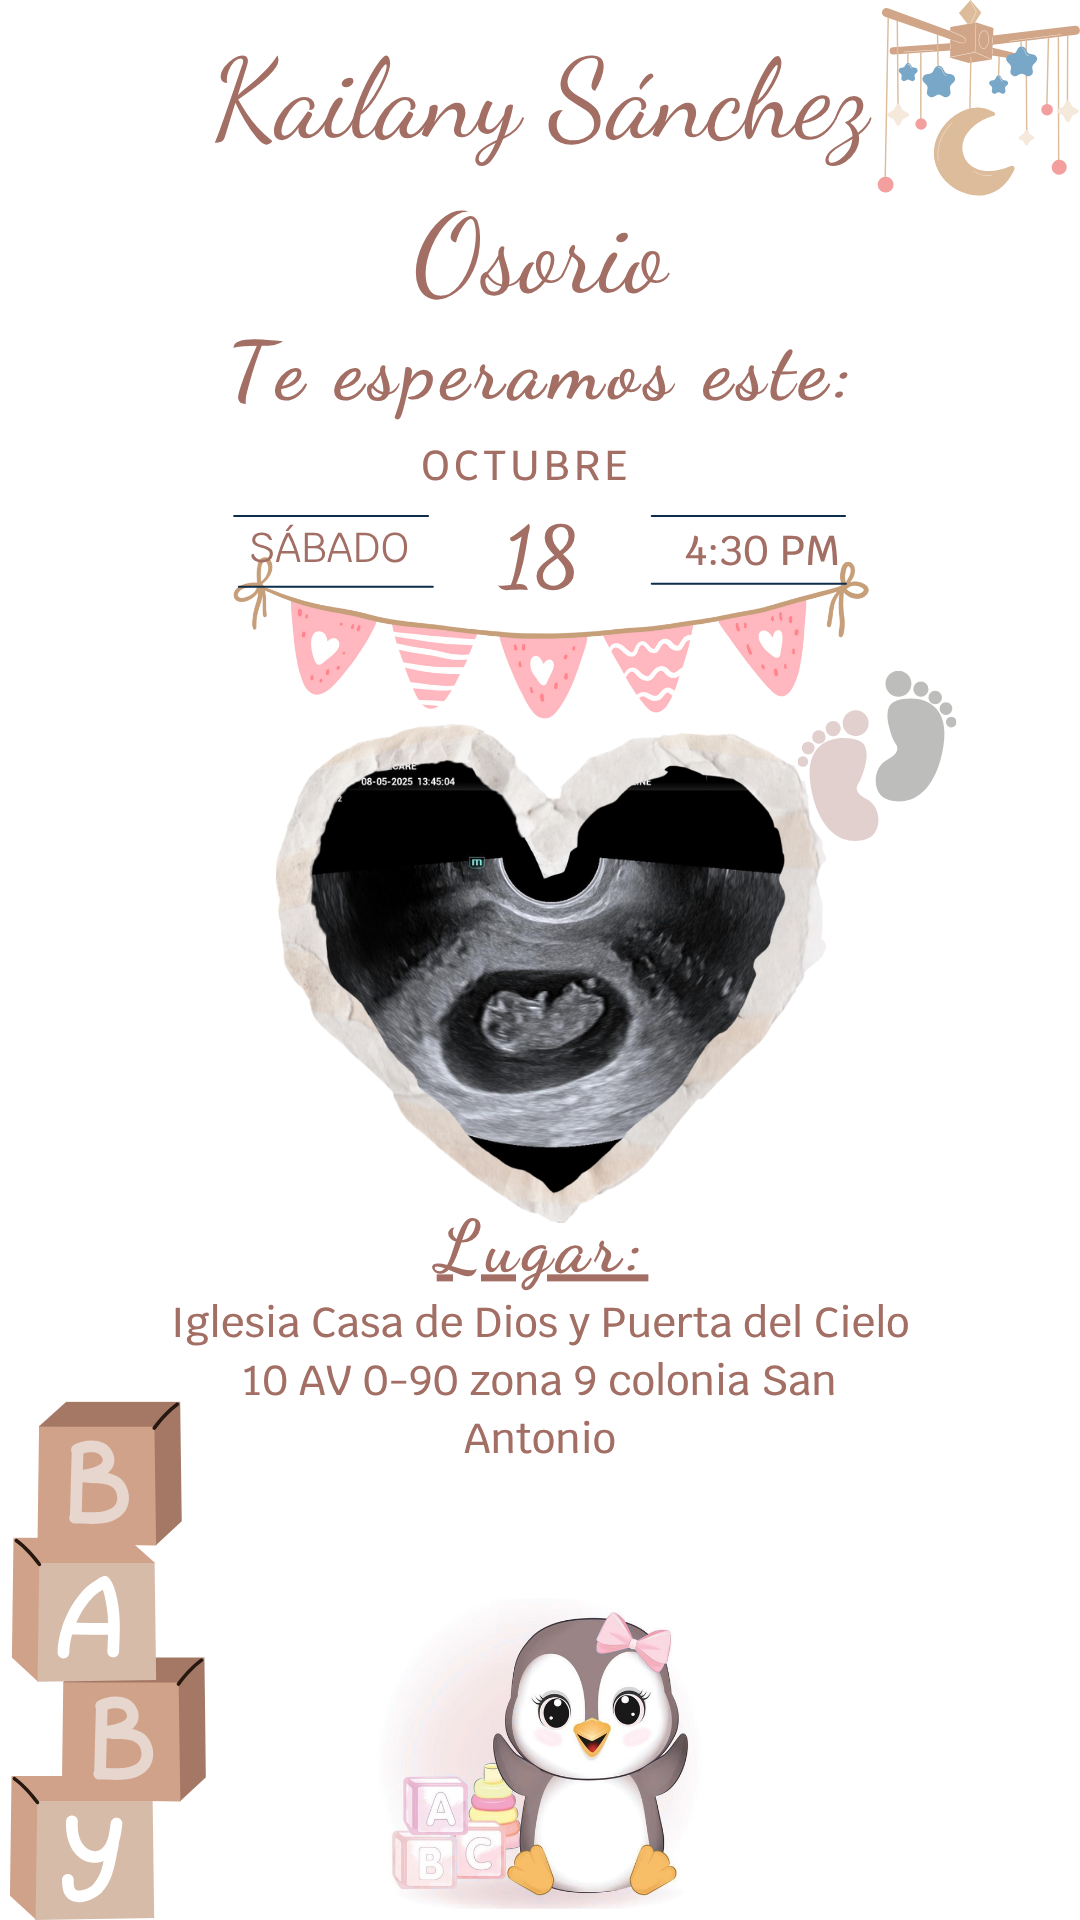 Kailany Sánchez
Osorio
Te esperamos este:
OCTUBRE
SÁBADO
18
4:30 PM
CARE
08-05-2025 13:45:04
m
Lugar:
Iglesia Casa de Dios y Puerta del Cielo
10 AV 0-90 zona 9 colonia San
Antonio
B
A
B
Y
A
B
C